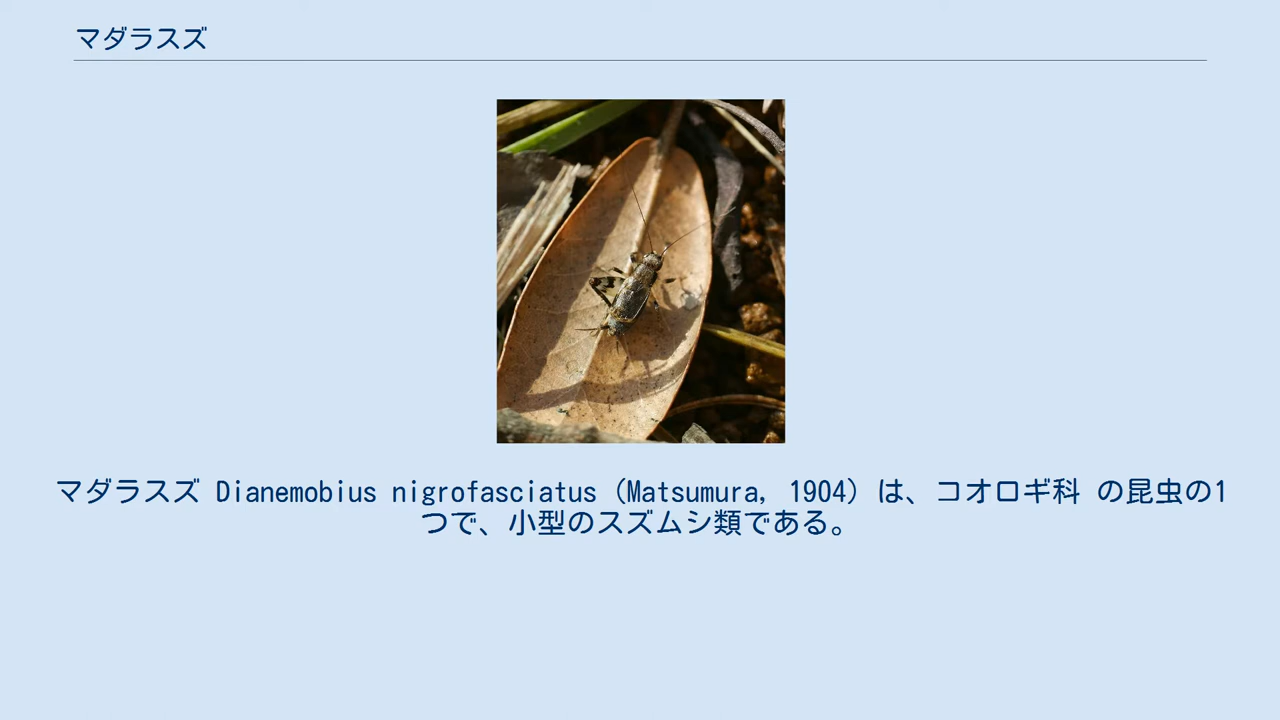 マダラスズ
マダラスズ Dianemobius nigrofasciatus (Matsumura, 1904) は、コオロギ科 の昆虫の1
つで、小型のスズムシ類である。